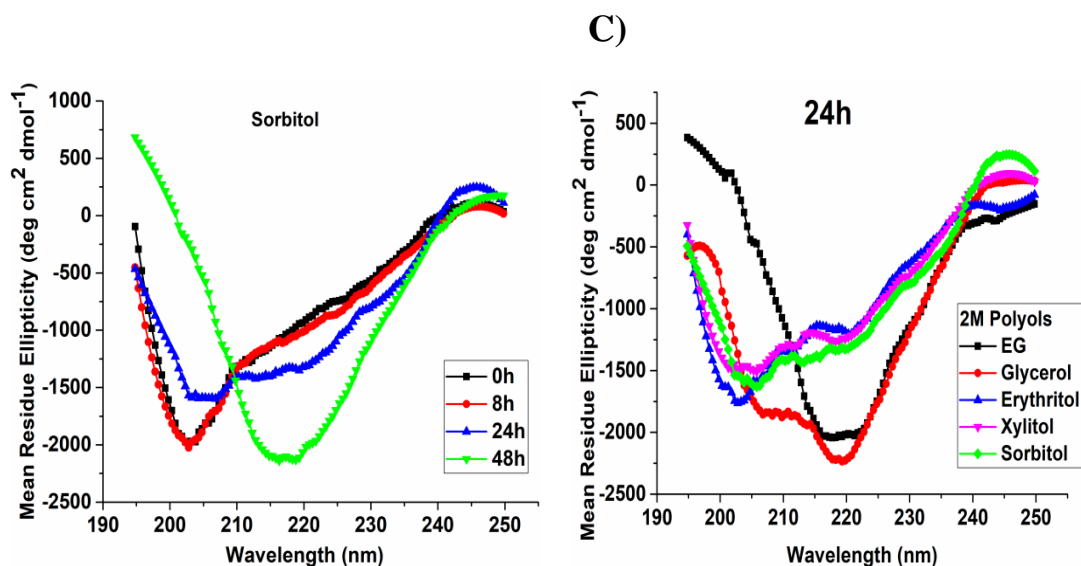 C)
Sorbitol
Mean Residue Ellipticity (deg cm² dmol⁻¹)
1000
500
0
-500
-1000
-1500
-2000
-2500
0h
8h
24h
48h
190 200 210 220 230 240 250
Wavelength (nm)
24h
Mean Residue Ellipticity (deg cm² dmol⁻¹)
500
0
-500
-1000
-1500
-2000
-2500
2M Polyols
EG
Glycerol
Erythritol
Xylitol
Sorbitol
190 200 210 220 230 240 250
Wavelength (nm)